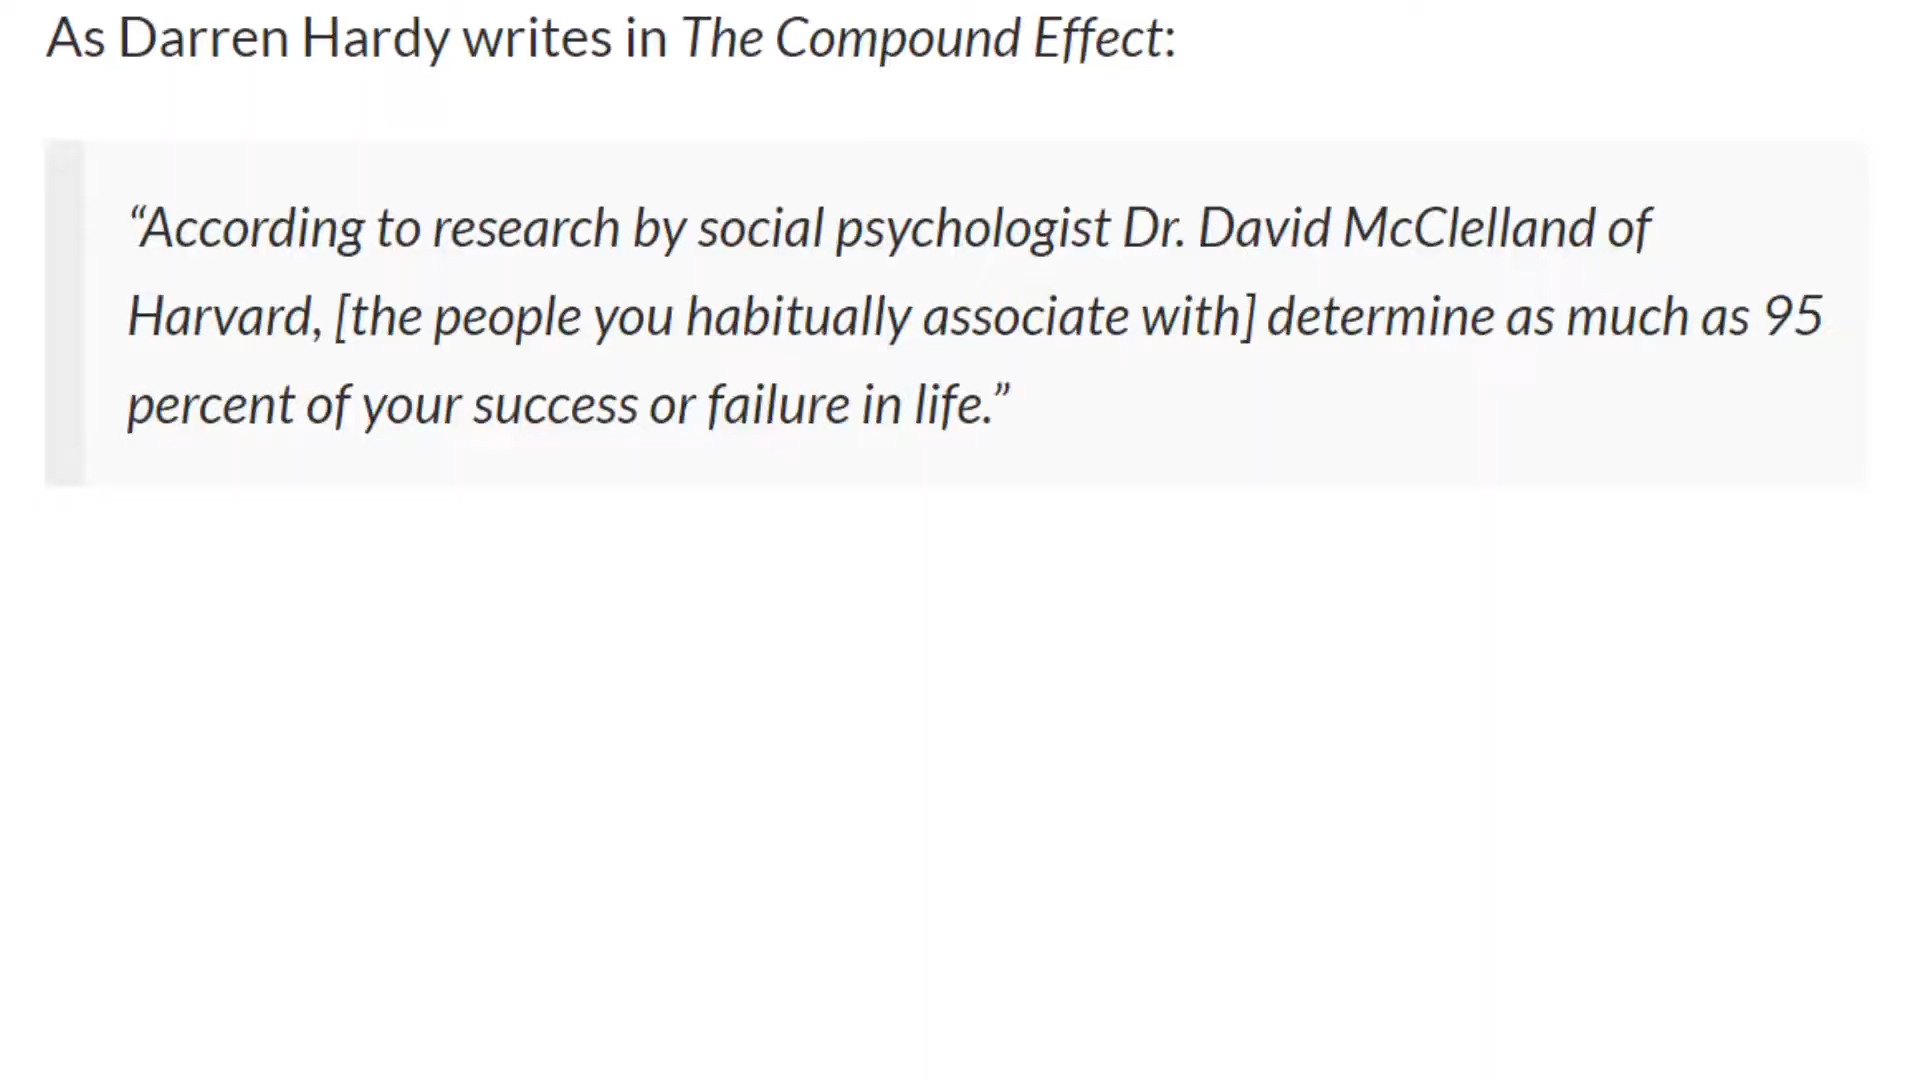 As Darren Hardy writes in The Compound Effect:
“According to research by social psychologist Dr. David McClelland of
Harvard, [the people you habitually associate with] determine as much as 95
percent of your success or failure in life.”